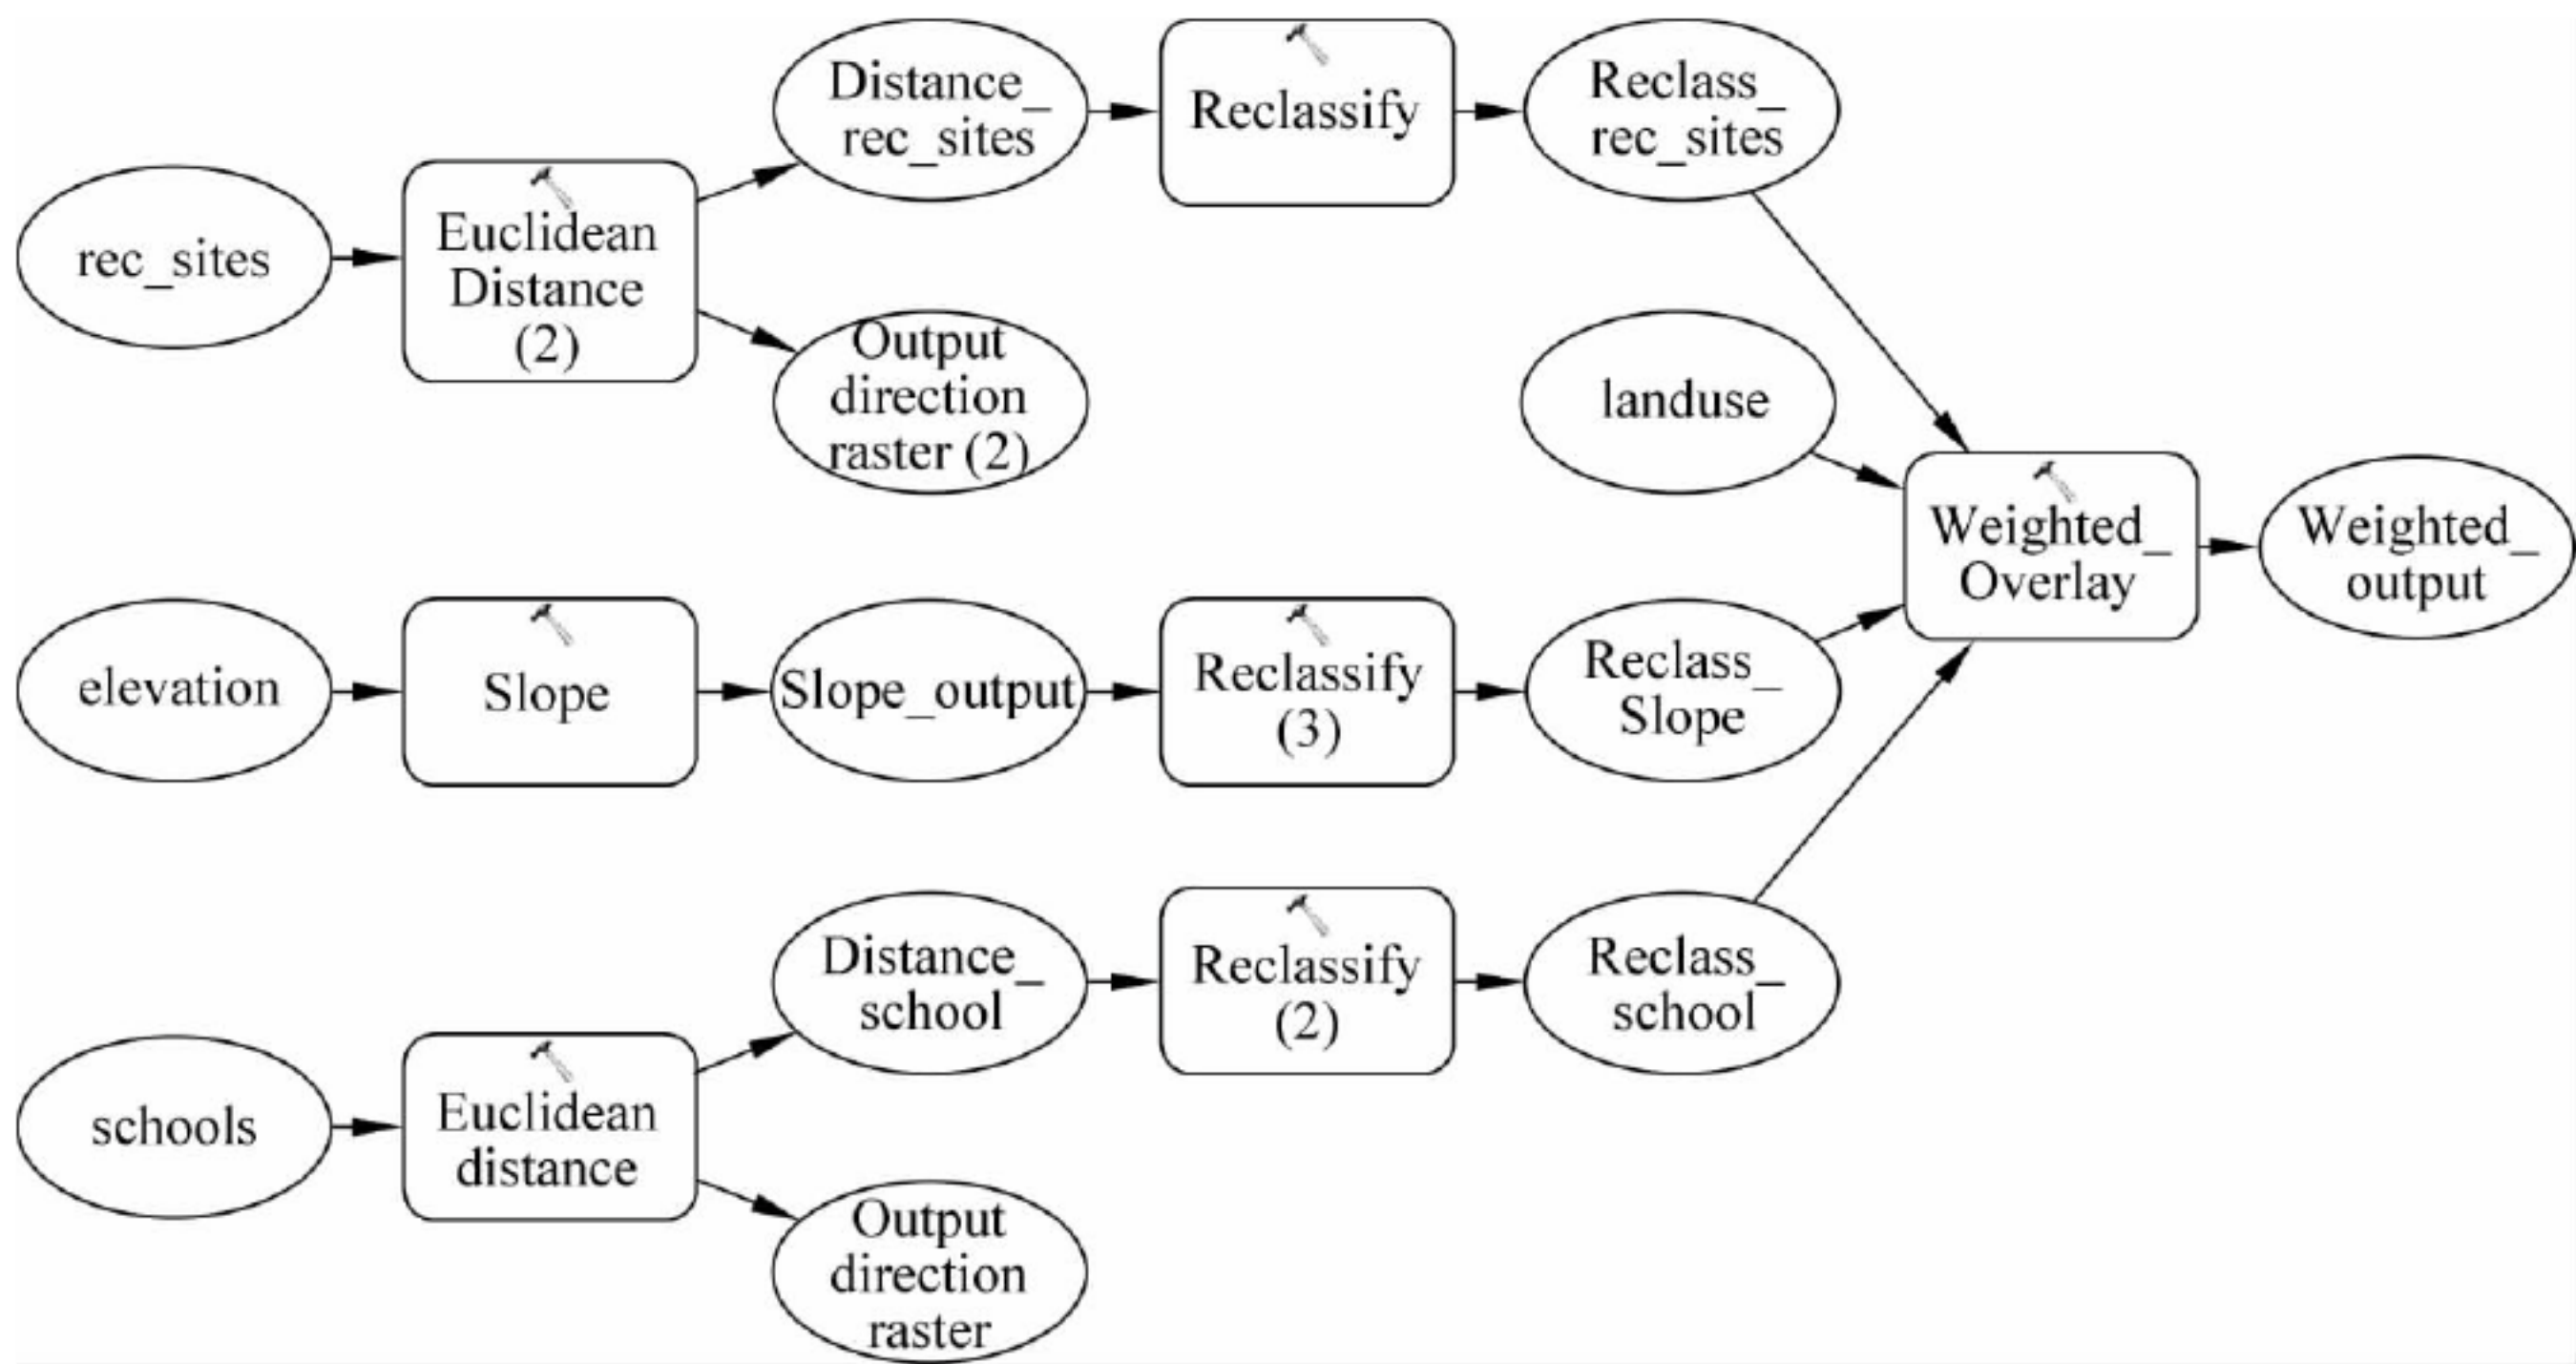 Distance_
rec_sites
Reclassify
Reclass_
rec_sites
rec_sites
Euclidean
Distance
(2)
Output
direction
raster (2)
landuse
Weighted_
Overlay
Weighted_
output
elevation
Slope
Slope_output
Reclassify
(3)
Reclass_
Slope
Distance_
school
Reclassify
(2)
Reclass_
school
schools
Euclidean
distance
Output
direction
raster